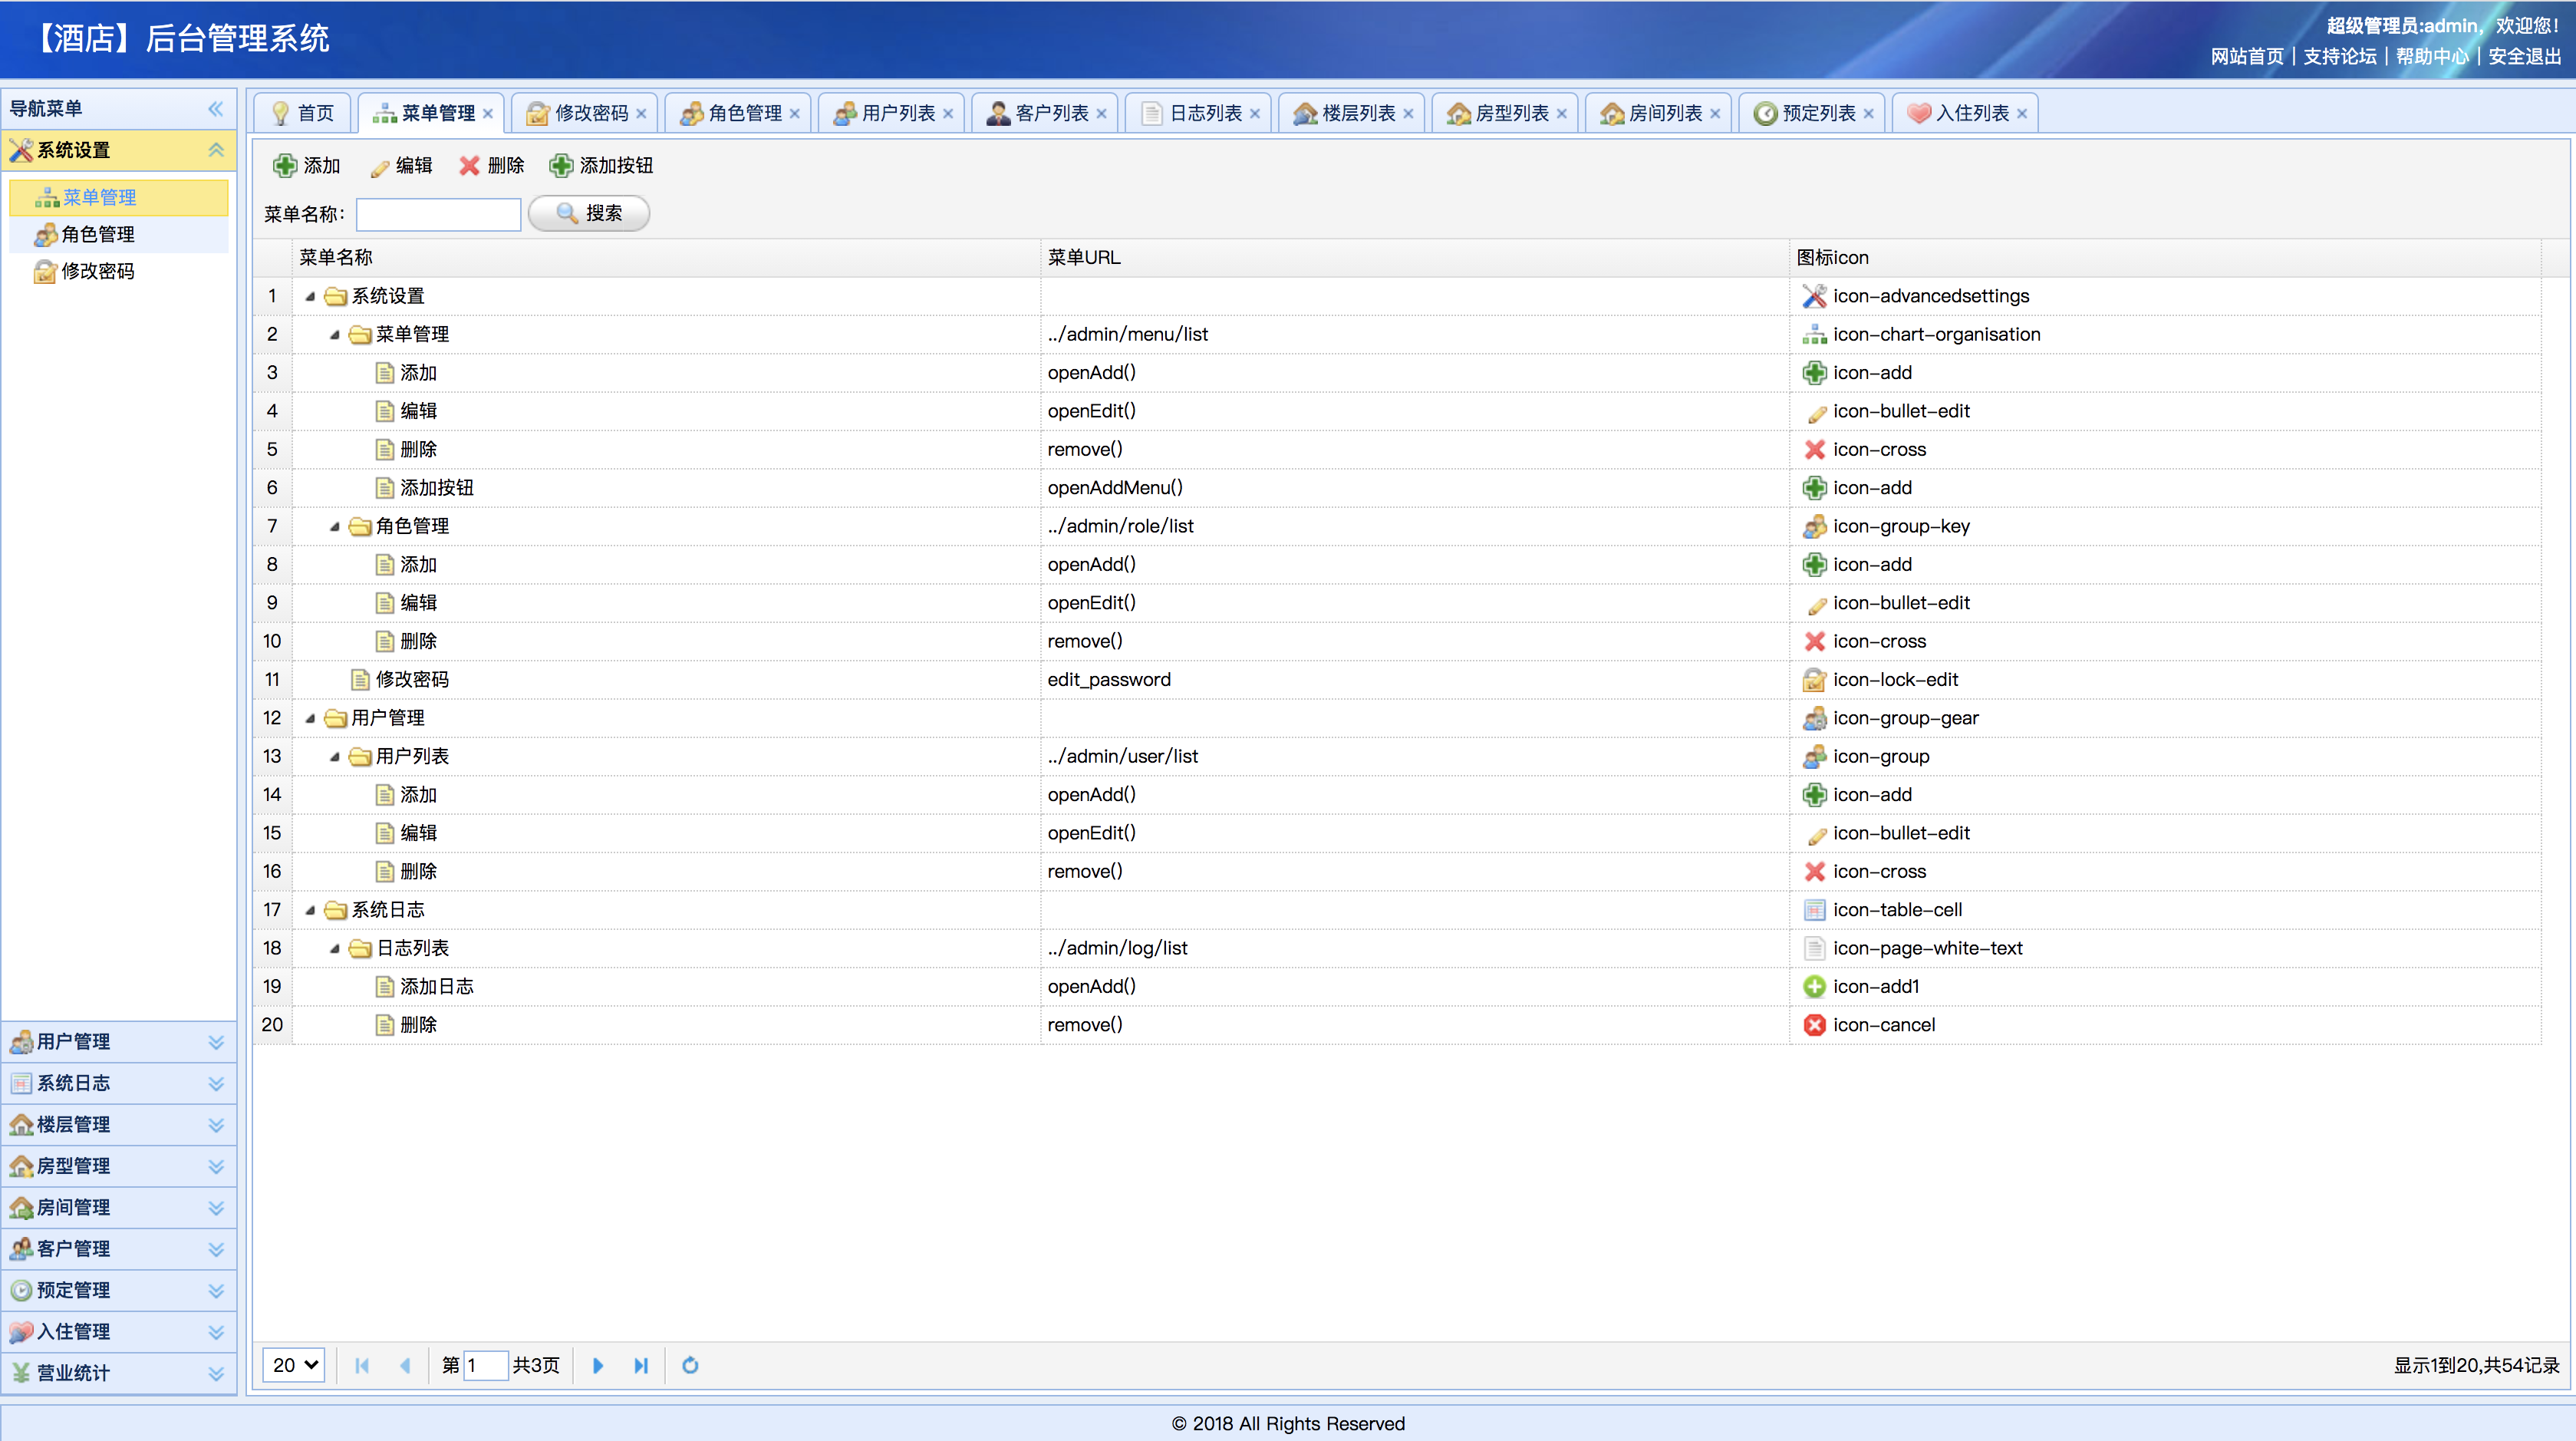 【酒店】后台管理系统
超级管理员:admin，欢迎您！
网站首页 | 支持论坛 | 帮助中心 | 安全退出
导航菜单
系统设置
菜单管理
角色管理
修改密码
用户管理
系统日志
楼层管理
房型管理
房间管理
客户管理
预定管理
入住管理
营业统计
首页 菜单管理 修改密码 角色管理 用户列表 客户列表 日志列表 楼层列表 房型列表 房间列表 预定列表 入住列表
添加 编辑 删除 添加按钮
菜单名称： 搜索
菜单名称 菜单URL 图标icon
1 系统设置 icon-advancedsettings
2 菜单管理 ../admin/menu/list icon-chart-organisation
3 添加 openAdd() icon-add
4 编辑 openEdit() icon-bullet-edit
5 删除 remove() icon-cross
6 添加按钮 openAddMenu() icon-add
7 角色管理 ../admin/role/list icon-group-key
8 添加 openAdd() icon-add
9 编辑 openEdit() icon-bullet-edit
10 删除 remove() icon-cross
11 修改密码 edit_password icon-lock-edit
12 用户管理 icon-group-gear
13 用户列表 ../admin/user/list icon-group
14 添加 openAdd() icon-add
15 编辑 openEdit() icon-bullet-edit
16 删除 remove() icon-cross
17 系统日志 icon-table-cell
18 日志列表 ../admin/log/list icon-page-white-text
19 添加日志 openAdd() icon-add1
20 删除 remove() icon-cancel
20 第 1 共3页 显示1到20,共54记录
© 2018 All Rights Reserved